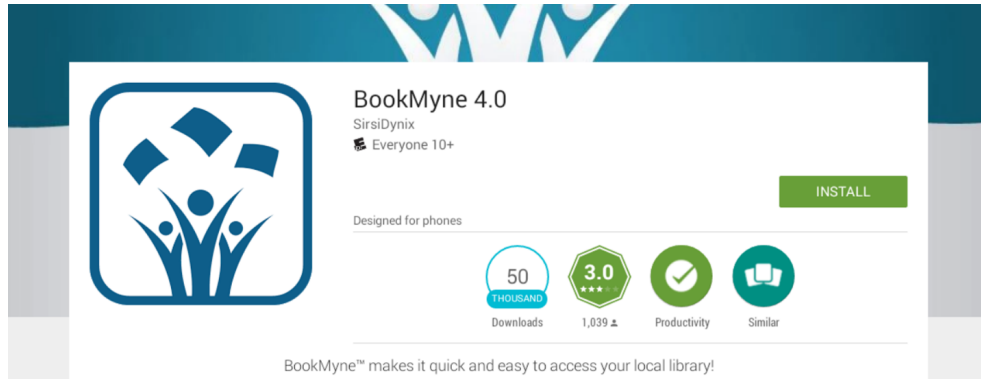 BookMyne 4.0
SirsiDynix
Everyone 10+
INSTALL
Designed for phones
50
THOUSAND
Downloads
3.0
1,039
Productivity
Similar
BookMyne™ makes it quick and easy to access your local library!